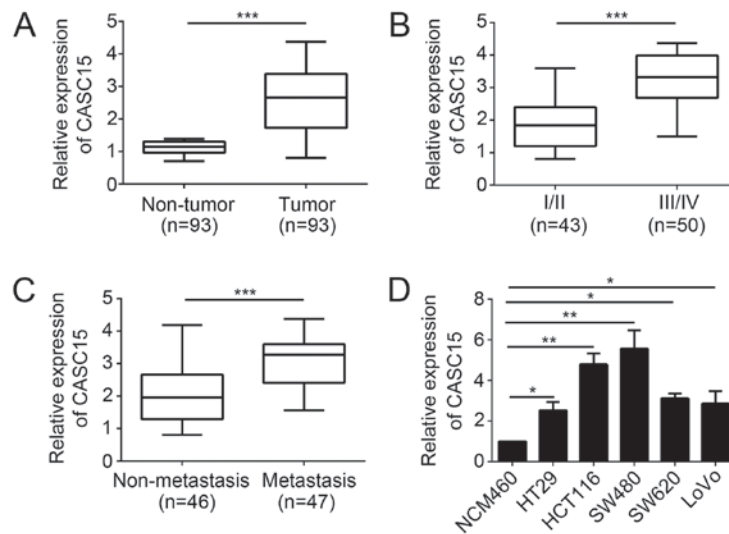 A
Relative expression
of CASC15
5
4
3
2
1
0
***
Non-tumor
(n=93)
Tumor
(n=93)
B
Relative expression
of CASC15
5
4
3
2
1
0
***
I/II
(n=43)
III/IV
(n=50)
C
Relative expression
of CASC15
5
4
3
2
1
0
***
Non-metastasis
(n=46)
Metastasis
(n=47)
D
Relative expression
of CASC15
8
6
4
2
0
*
*
**
**
*
NCM460
HT29
HCT116
SW480
SW620
LoVo